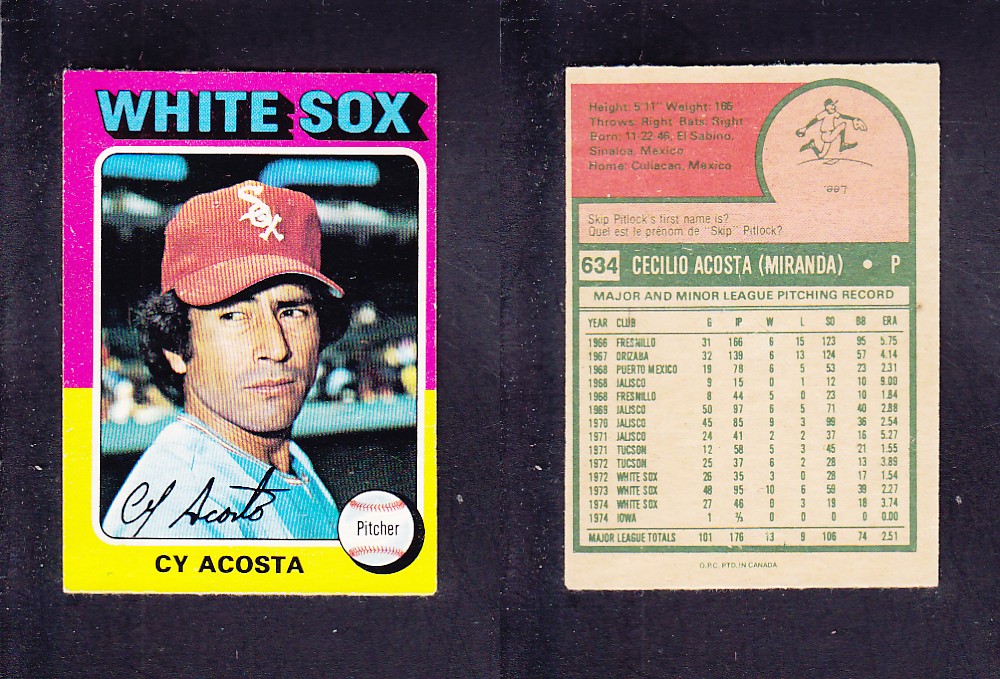 WHITE SOX
Sox
Cy Acosta
Pitcher
CY ACOSTA
Height: 5'11" Weight: 165
Throws: Right Bats: Right
Born: 11-22-46, El Sabino,
Sinaloa, Mexico
Home: Culiacan, Mexico
Skip Pitlock's first name is?
Quel est le prénom de "Skip" Pitlock?
634 CECILIO ACOSTA (MIRANDA) • P
MAJOR AND MINOR LEAGUE PITCHING RECORD
YEAR CLUB G IP W L SO BB ERA
1966 FRESNILLO 31 166 6 15 123 95 5.75
1967 ORIZABA 32 139 6 13 124 57 4.14
1968 PUERTO MEXICO 19 78 6 5 53 23 2.31
1968 JALISCO 9 15 0 1 12 10 9.00
1968 FRESNILLO 8 44 5 0 23 10 1.84
1969 JALISCO 50 97 6 5 71 40 2.88
1970 JALISCO 45 85 9 3 99 36 2.54
1971 JALISCO 24 41 2 2 37 16 5.27
1971 TUCSON 12 58 5 3 45 21 1.55
1972 TUCSON 25 37 6 2 28 13 3.89
1972 WHITE SOX 26 35 3 0 28 17 1.54
1973 WHITE SOX 48 95 10 6 59 39 2.27
1974 WHITE SOX 27 46 0 3 19 18 3.74
1974 IOWA 1 ⅔ 0 0 0 0 0.00
MAJOR LEAGUE TOTALS 101 176 13 9 106 74 2.51
O.P.C. PTD. IN CANADA